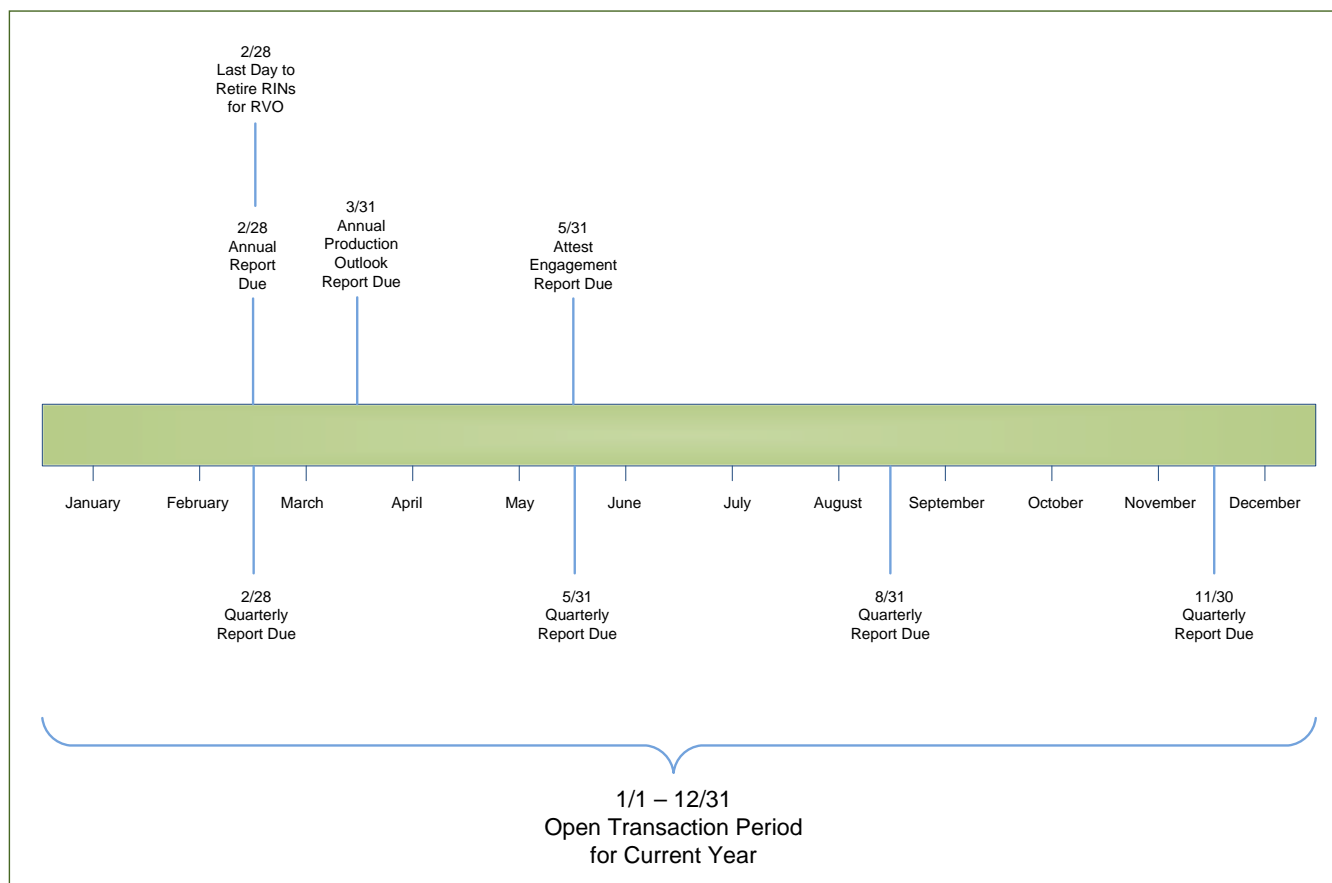 2/28
Last Day to
Retire RINs
for RVO
2/28
Annual
Report
Due
3/31
Annual
Production
Outlook
Report Due
5/31
Attest
Engagement
Report Due
January
February
March
April
May
June
July
August
September
October
November
December
2/28
Quarterly
Report Due
5/31
Quarterly
Report Due
8/31
Quarterly
Report Due
11/30
Quarterly
Report Due
1/1 – 12/31
Open Transaction Period
for Current Year